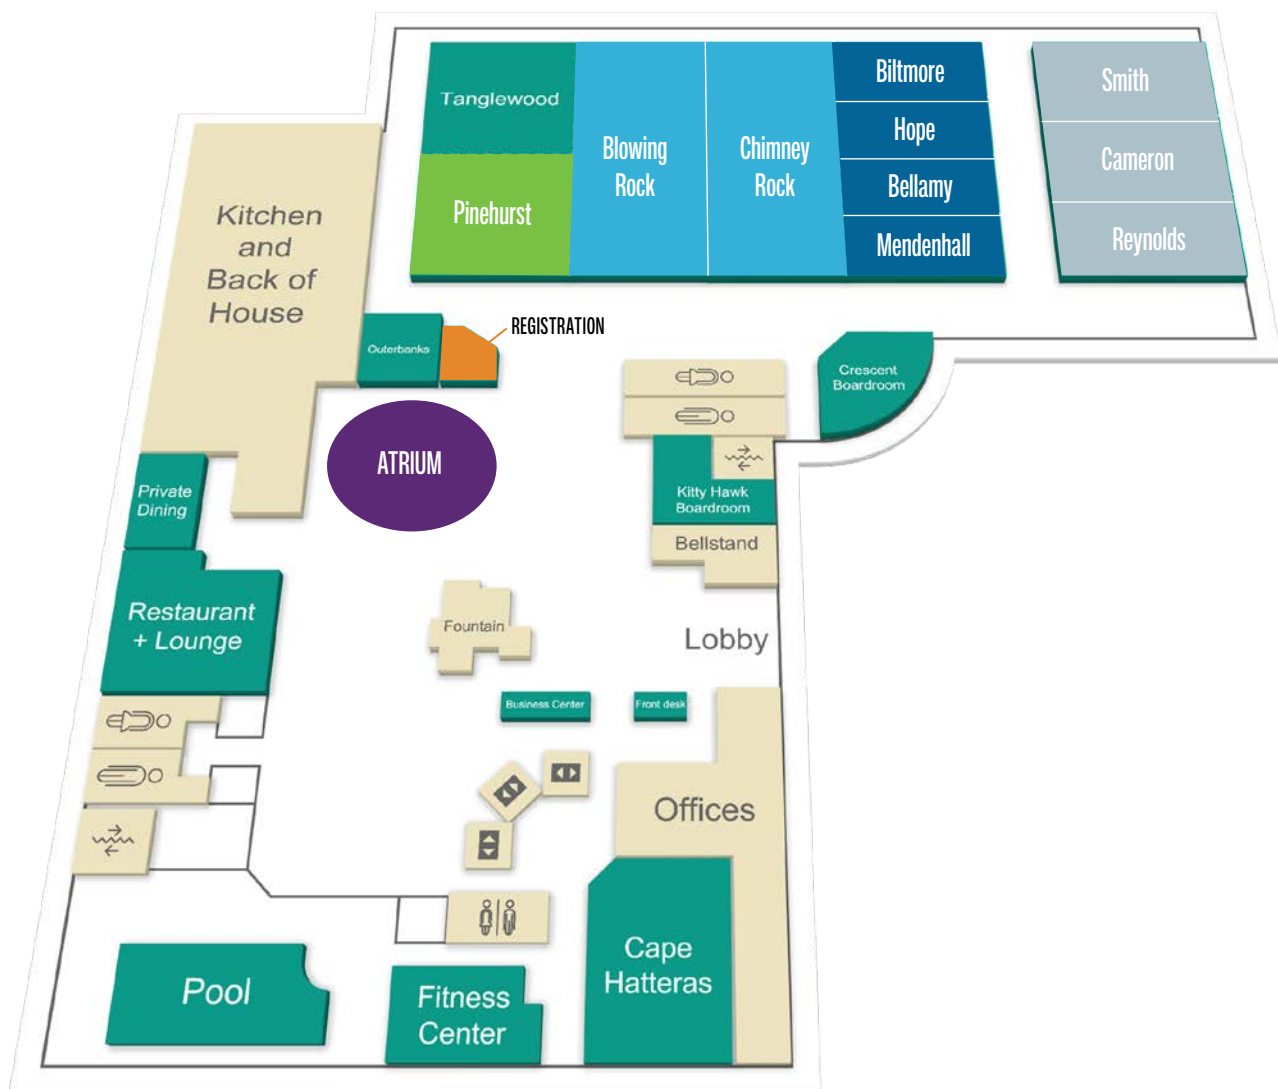 Tanglewood
Pinehurst
Blowing
Rock
Chimney
Rock
Biltmore
Hope
Bellamy
Mendenhall
Smith
Cameron
Reynolds
Kitchen
and
Back of
House
Outerbanks
REGISTRATION
Crescent
Boardroom
ATRIUM
Private
Dining
Kitty Hawk
Boardroom
Bellstand
Restaurant
+ Lounge
Fountain
Lobby
Business Center
Front desk
Offices
Cape
Hatteras
Pool
Fitness
Center